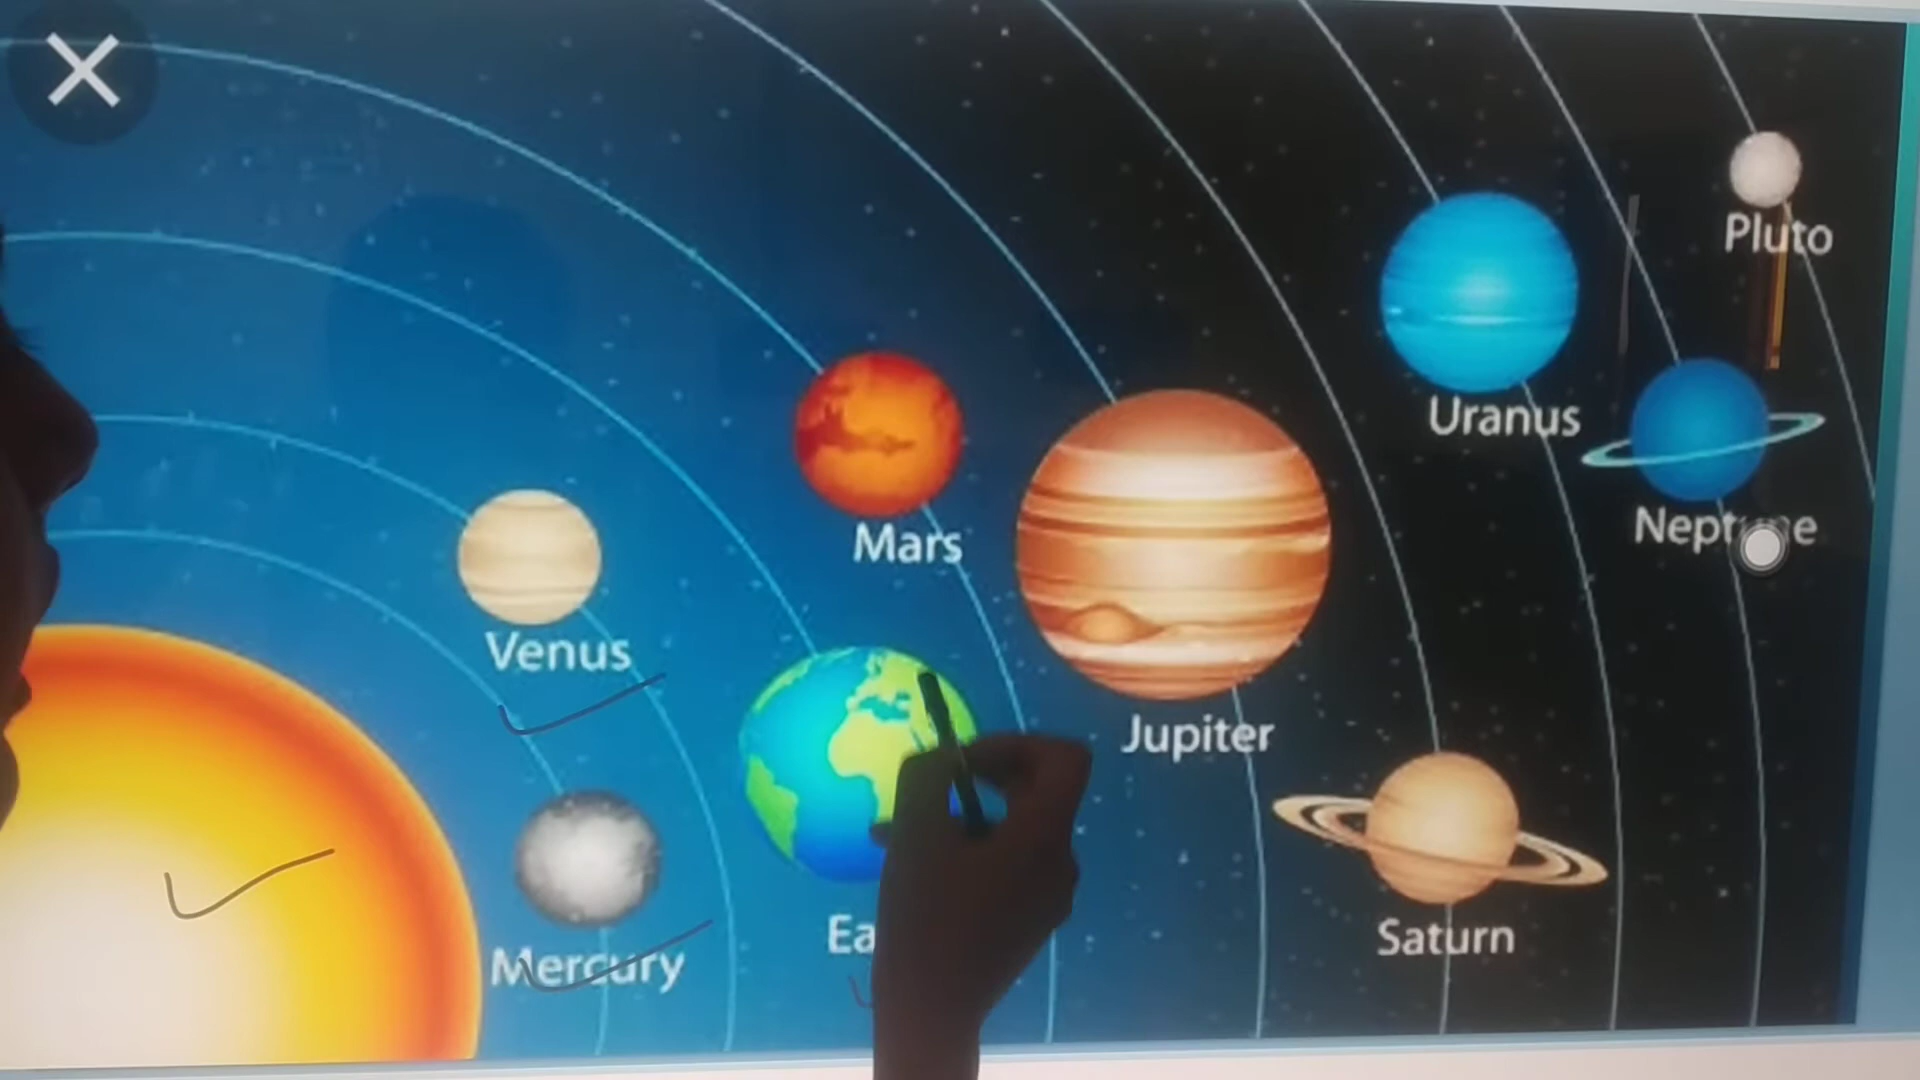 Pluto
Uranus
Neptune
Mars
Venus
Jupiter
Saturn
Mercury